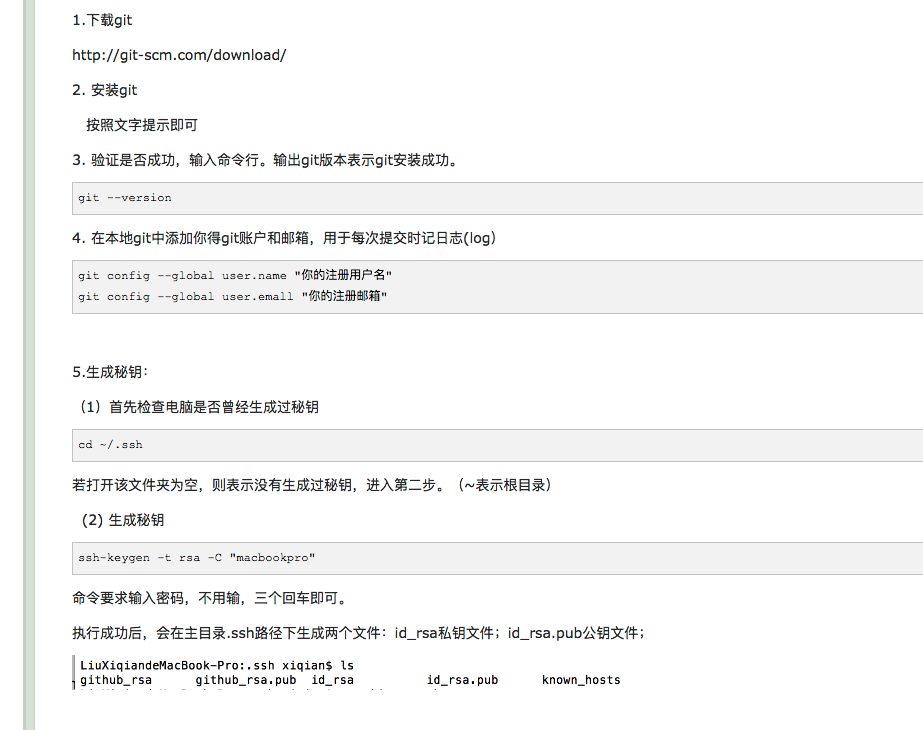 1.下载git
http://git-scm.com/download/
2. 安装git
按照文字提示即可
3. 验证是否成功，输入命令行。输出git版本表示git安装成功。
git --version
4. 在本地git中添加你得git账户和邮箱，用于每次提交时记日志(log)
git config --global user.name "你的注册用户名"
git config --global user.emall "你的注册邮箱"
5.生成秘钥：
（1）首先检查电脑是否曾经生成过秘钥
cd ~/.ssh
若打开该文件夹为空，则表示没有生成过秘钥，进入第二步。（~表示根目录）
(2) 生成秘钥
ssh-keygen -t rsa -C "macbookpro"
命令要求输入密码，不用输，三个回车即可。
执行成功后，会在主目录.ssh路径下生成两个文件：id_rsa私钥文件；id_rsa.pub公钥文件；
LiuXiqiandeMacBook-Pro:.ssh xiqian$ ls
github_rsa github_rsa.pub id_rsa id_rsa.pub known_hosts